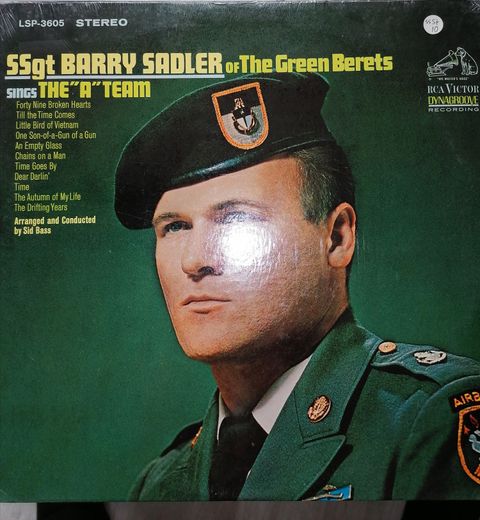 LSP-3605 STEREO
SSgt BARRY SADLER OF The Green Berets
SINGS THE "A" TEAM
Forty Nine Broken Hearts
Till the Time Comes
Little Bird of Vietnam
One Son-of-a-Gun of a Gun
An Empty Glass
Chains on a Man
Time Goes By
Dear Darlin'
Time
The Autumn of My Life
The Drifting Years
Arranged and Conducted
by Sid Bass
"HIS MASTER'S VOICE"
RCA VICTOR
DYNAGROOVE
RECORDING
AIRB